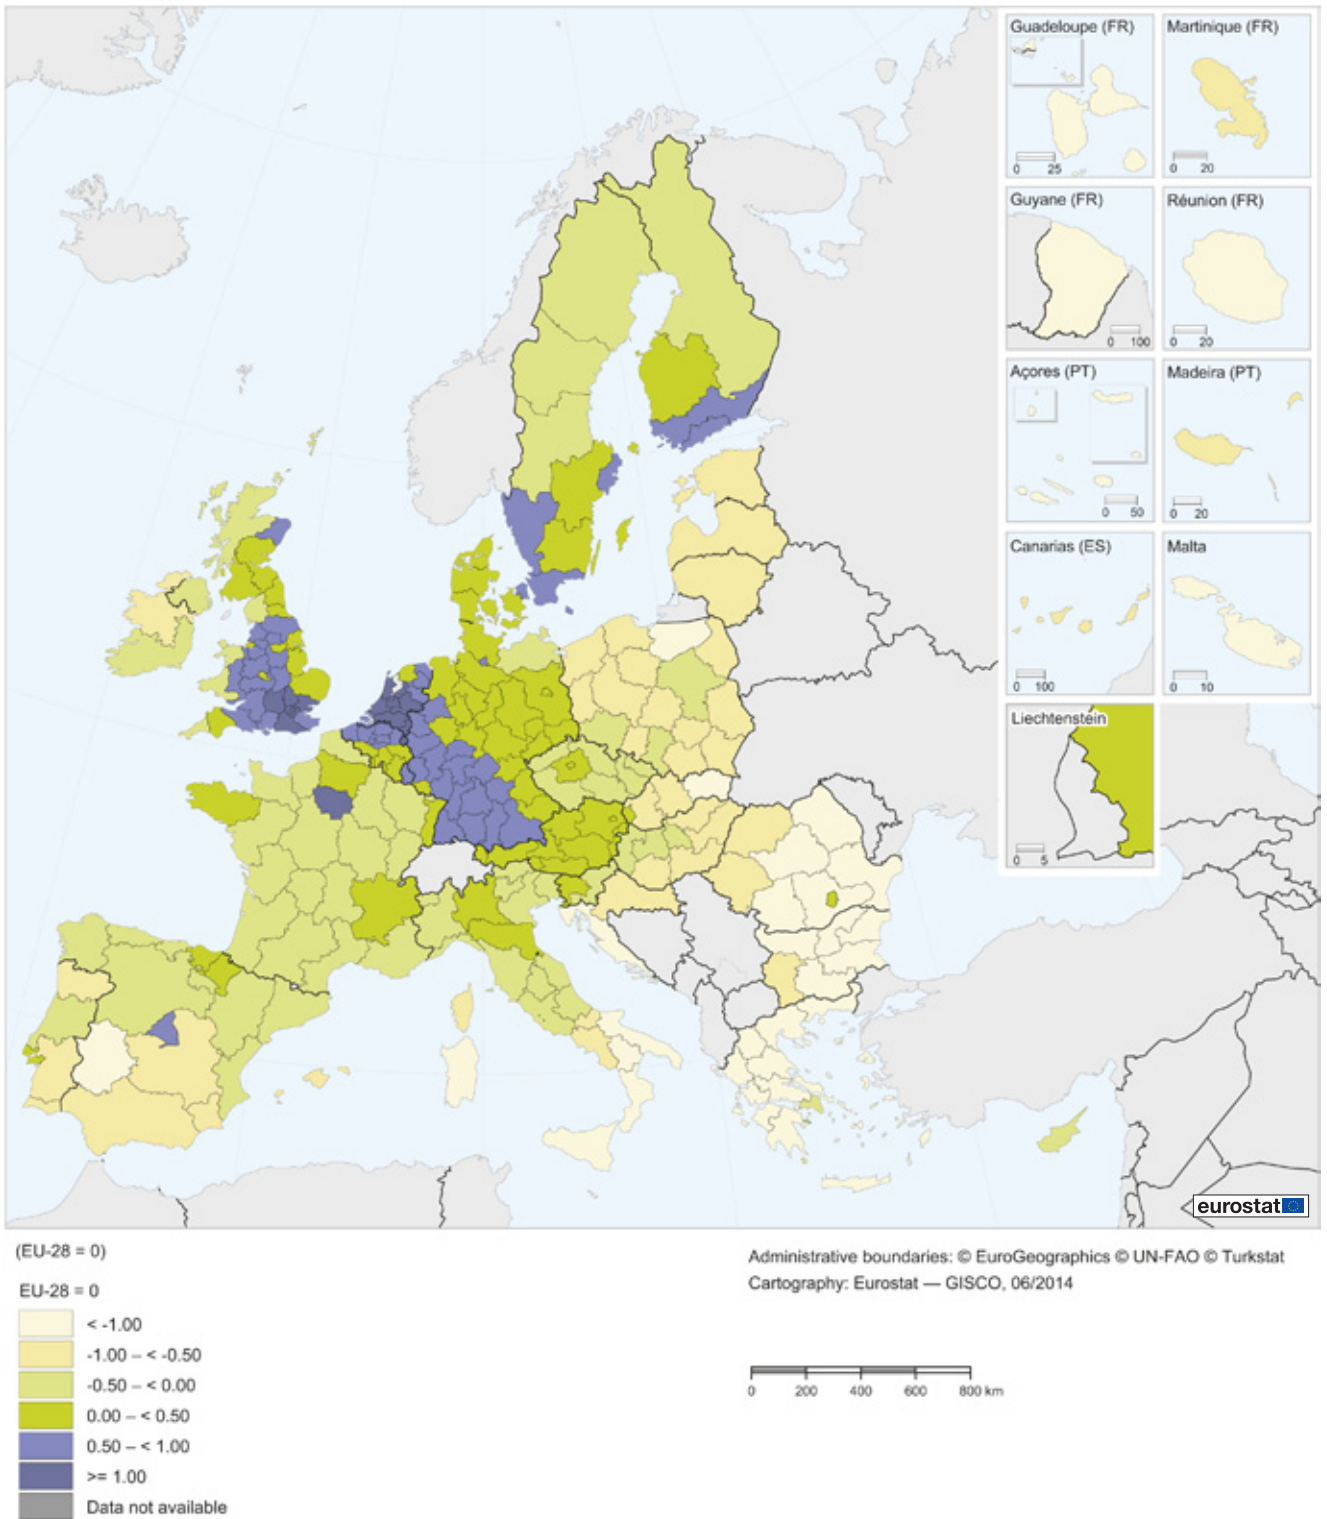 Guadeloupe (FR)
0 25
Martinique (FR)
0 20
Guyane (FR)
0 100
Réunion (FR)
0 20
Açores (PT)
0 50
Madeira (PT)
0 20
Canarias (ES)
0 100
Malta
0 10
Liechtenstein
0 5
eurostat
(EU-28 = 0)
EU-28 = 0
< -1.00
-1.00 – < -0.50
-0.50 – < 0.00
0.00 – < 0.50
0.50 – < 1.00
>= 1.00
Data not available
Administrative boundaries: © EuroGeographics © UN-FAO © Turkstat
Cartography: Eurostat — GISCO, 06/2014
0 200 400 600 800 km